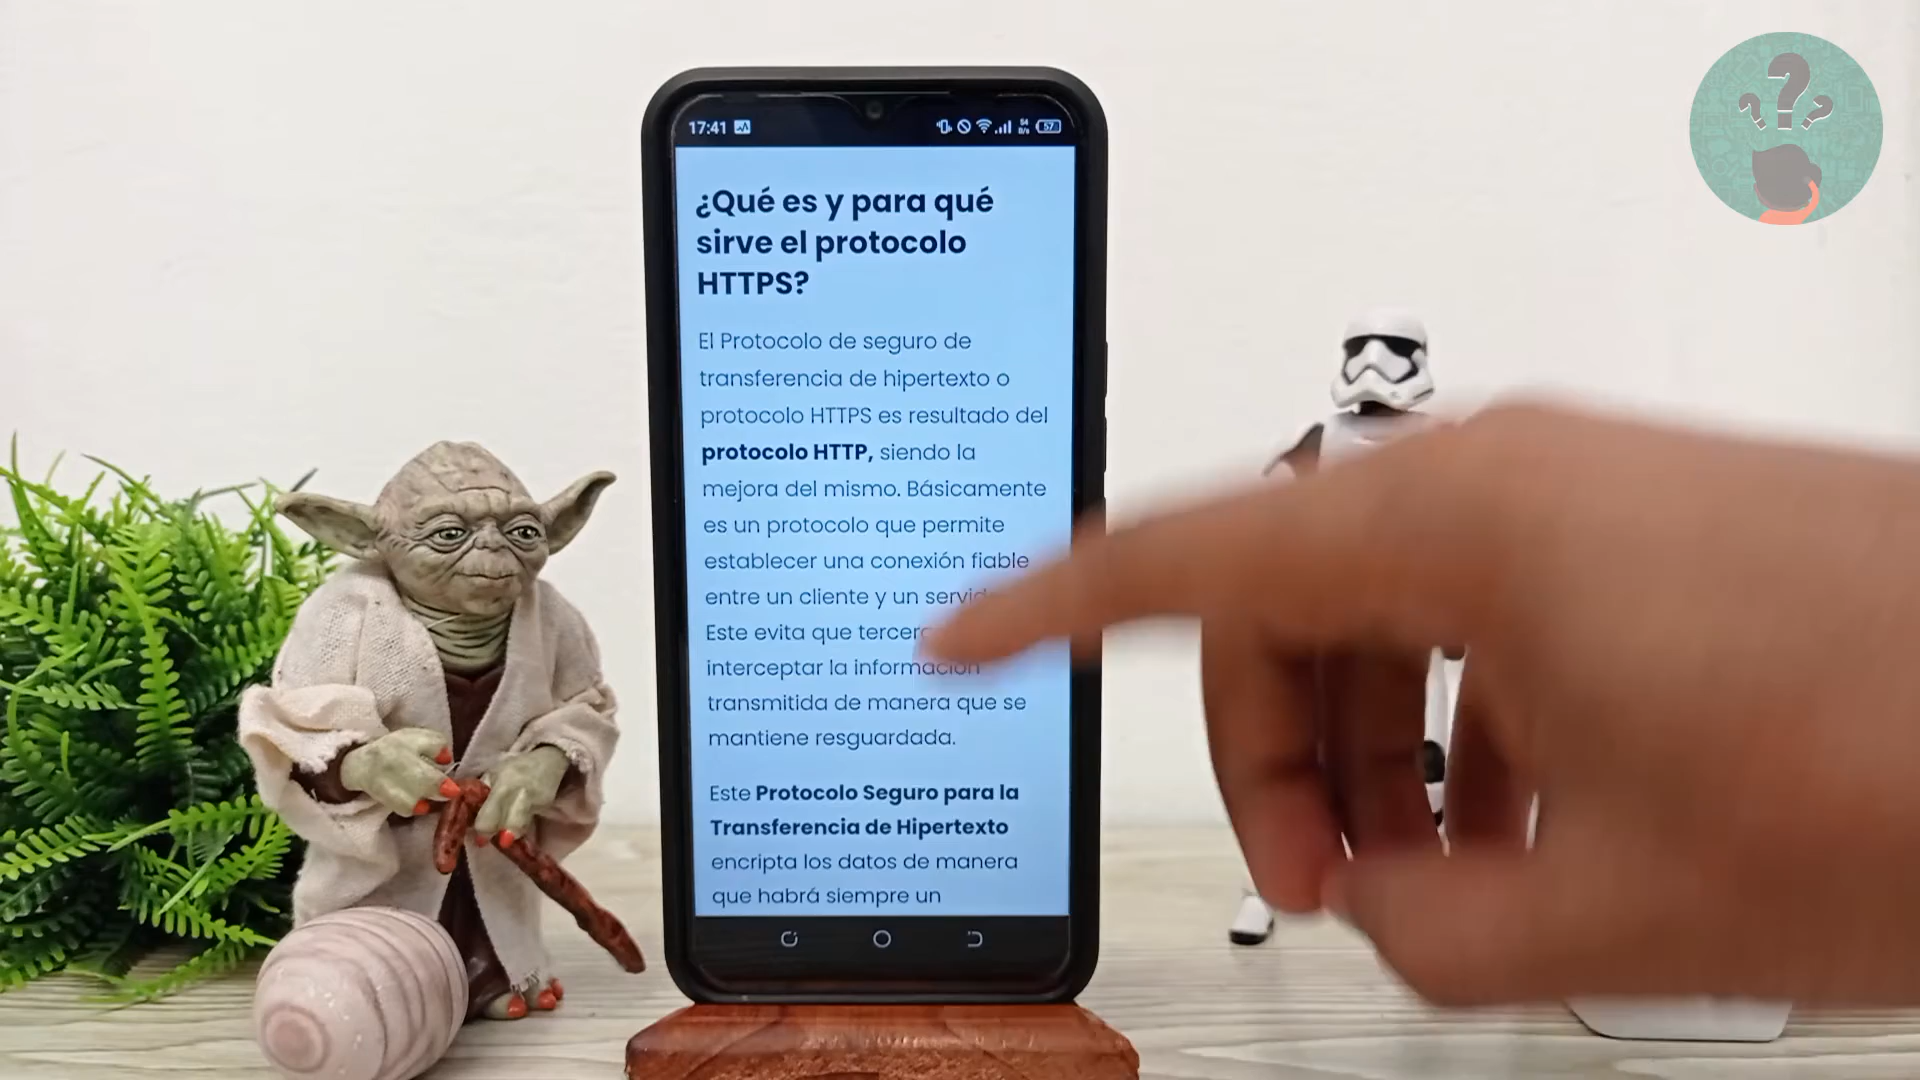 17:41
57
¿Qué es y para qué
sirve el protocolo
HTTPS?
El Protocolo de seguro de
transferencia de hipertexto o
protocolo HTTPS es resultado del
protocolo HTTP, siendo la
mejora del mismo. Básicamente
es un protocolo que permite
establecer una conexión fiable
entre un cliente y un
Este evita que
interceptar la información
transmitida de manera que se
mantiene resguardada.
Este Protocolo Seguro para la
Transferencia de Hipertexto
encripta los datos de manera
que habrá siempre un